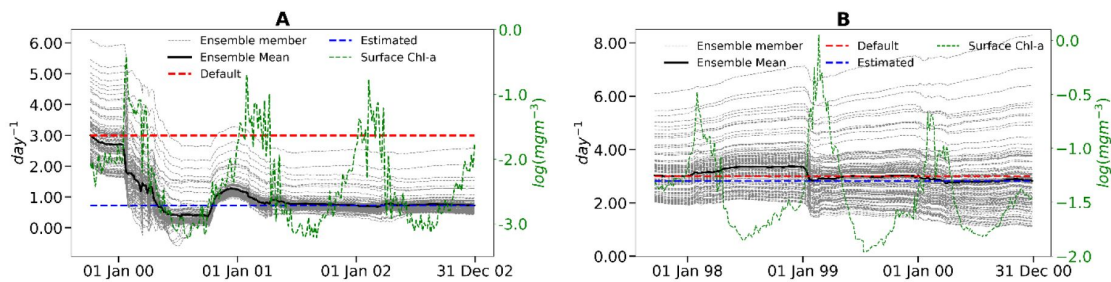 A
6.00
5.00
4.00
3.00
2.00
1.00
0.00
day⁻¹
Ensemble member
Ensemble Mean
Default
Estimated
Surface Chl-a
0.0
−1.0
−2.0
−3.0
log(mgm⁻³)
01 Jan 00
01 Jan 01
01 Jan 02
31 Dec 02
B
8.00
6.00
4.00
2.00
0.00
day⁻¹
Ensemble member
Ensemble Mean
Default
Estimated
Surface Chl-a
0.0
−0.5
−1.0
−1.5
−2.0
log(mgm⁻³)
01 Jan 98
01 Jan 99
01 Jan 00
31 Dec 00